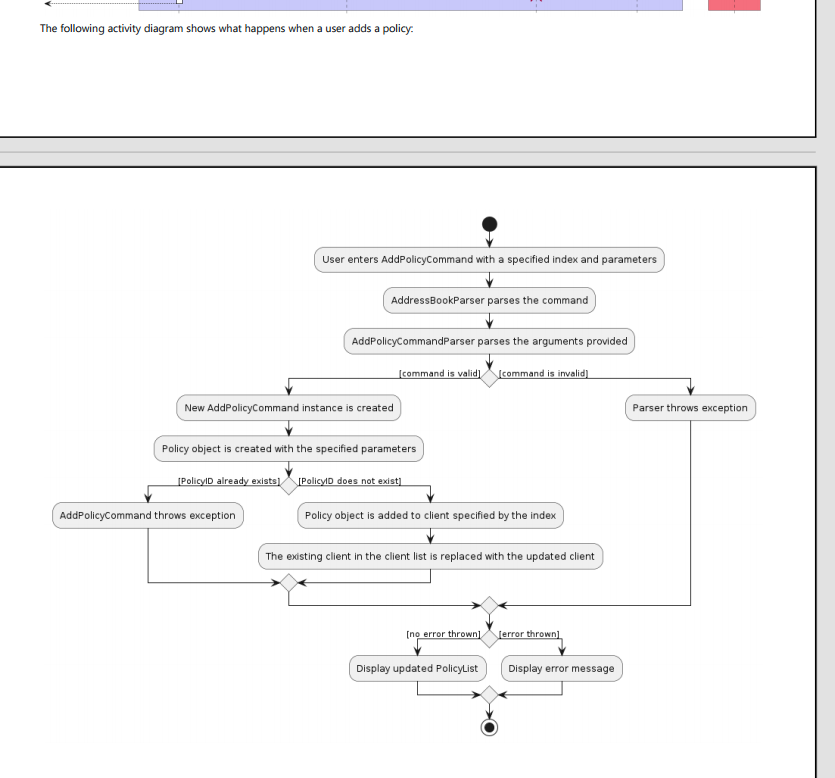 The following activity diagram shows what happens when a user adds a policy:
User enters AddPolicyCommand with a specified index and parameters
AddressBookParser parses the command
AddPolicyCommandParser parses the arguments provided
[command is valid]
[command is invalid]
New AddPolicyCommand instance is created
Parser throws exception
Policy object is created with the specified parameters
[PolicyID already exists]
[PolicyID does not exist]
AddPolicyCommand throws exception
Policy object is added to client specified by the index
The existing client in the client list is replaced with the updated client
[no error thrown]
[error thrown]
Display updated PolicyList
Display error message